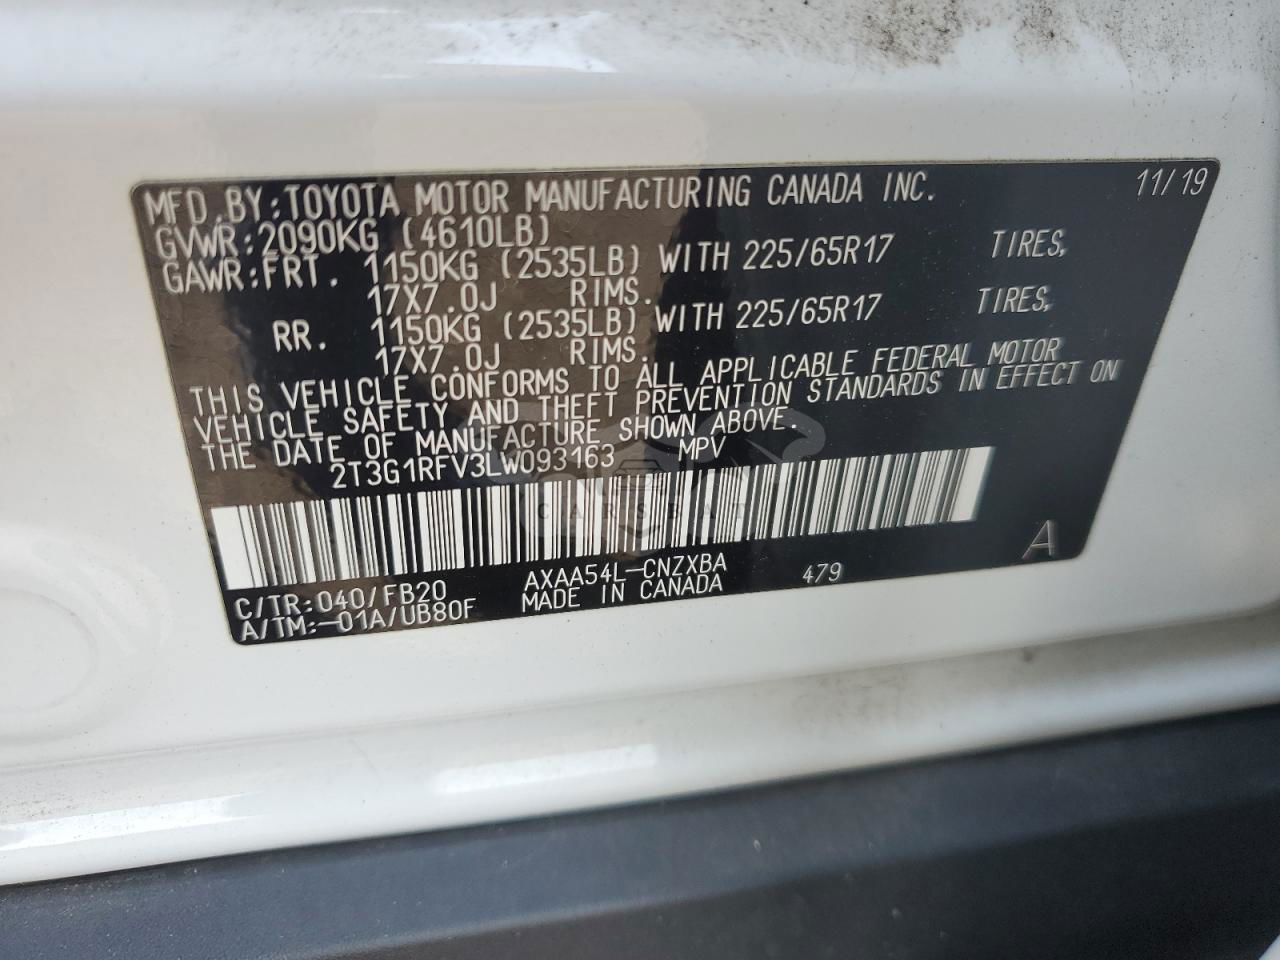 MFD.BY:TOYOTA MOTOR MANUFACTURING CANADA INC. 11/19
GVWR:2090KG (4610LB)
GAWR:FRT. 1150KG (2535LB) WITH 225/65R17 TIRES,
17X7.0J RIMS.
RR. 1150KG (2535LB) WITH 225/65R17 TIRES,
17X7.0J RIMS.
THIS VEHICLE CONFORMS TO ALL APPLICABLE FEDERAL MOTOR
VEHICLE SAFETY AND THEFT PREVENTION STANDARDS IN EFFECT ON
THE DATE OF MANUFACTURE SHOWN ABOVE.
2T3G1RFV3LW093163 MPV
CARSBAT
A
C/TR:040/FB20 AXAA54L-CNZXBA 479
A/TM:-01A/UB80F MADE IN CANADA